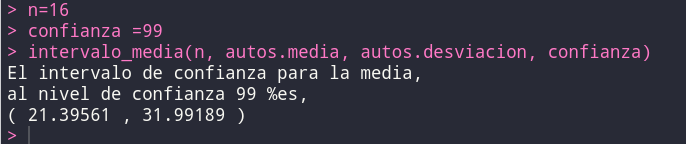 > n=16
> confianza =99
> intervalo_media(n, autos.media, autos.desviacion, confianza)
El intervalo de confianza para la media,
al nivel de confianza 99 %es,
( 21.39561 , 31.99189 )
>